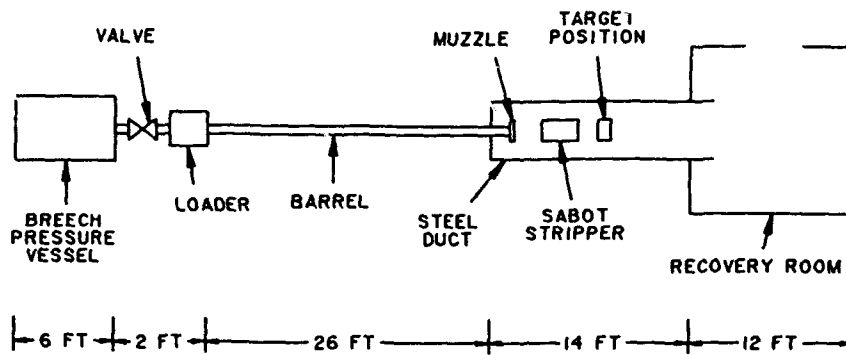 VALVE
MUZZLE
TARGET
POSITION
BREECH
PRESSURE
VESSEL
LOADER
BARREL
STEEL
DUCT
SABOT
STRIPPER
RECOVERY ROOM
6 FT
2 FT
26 FT
14 FT
12 FT